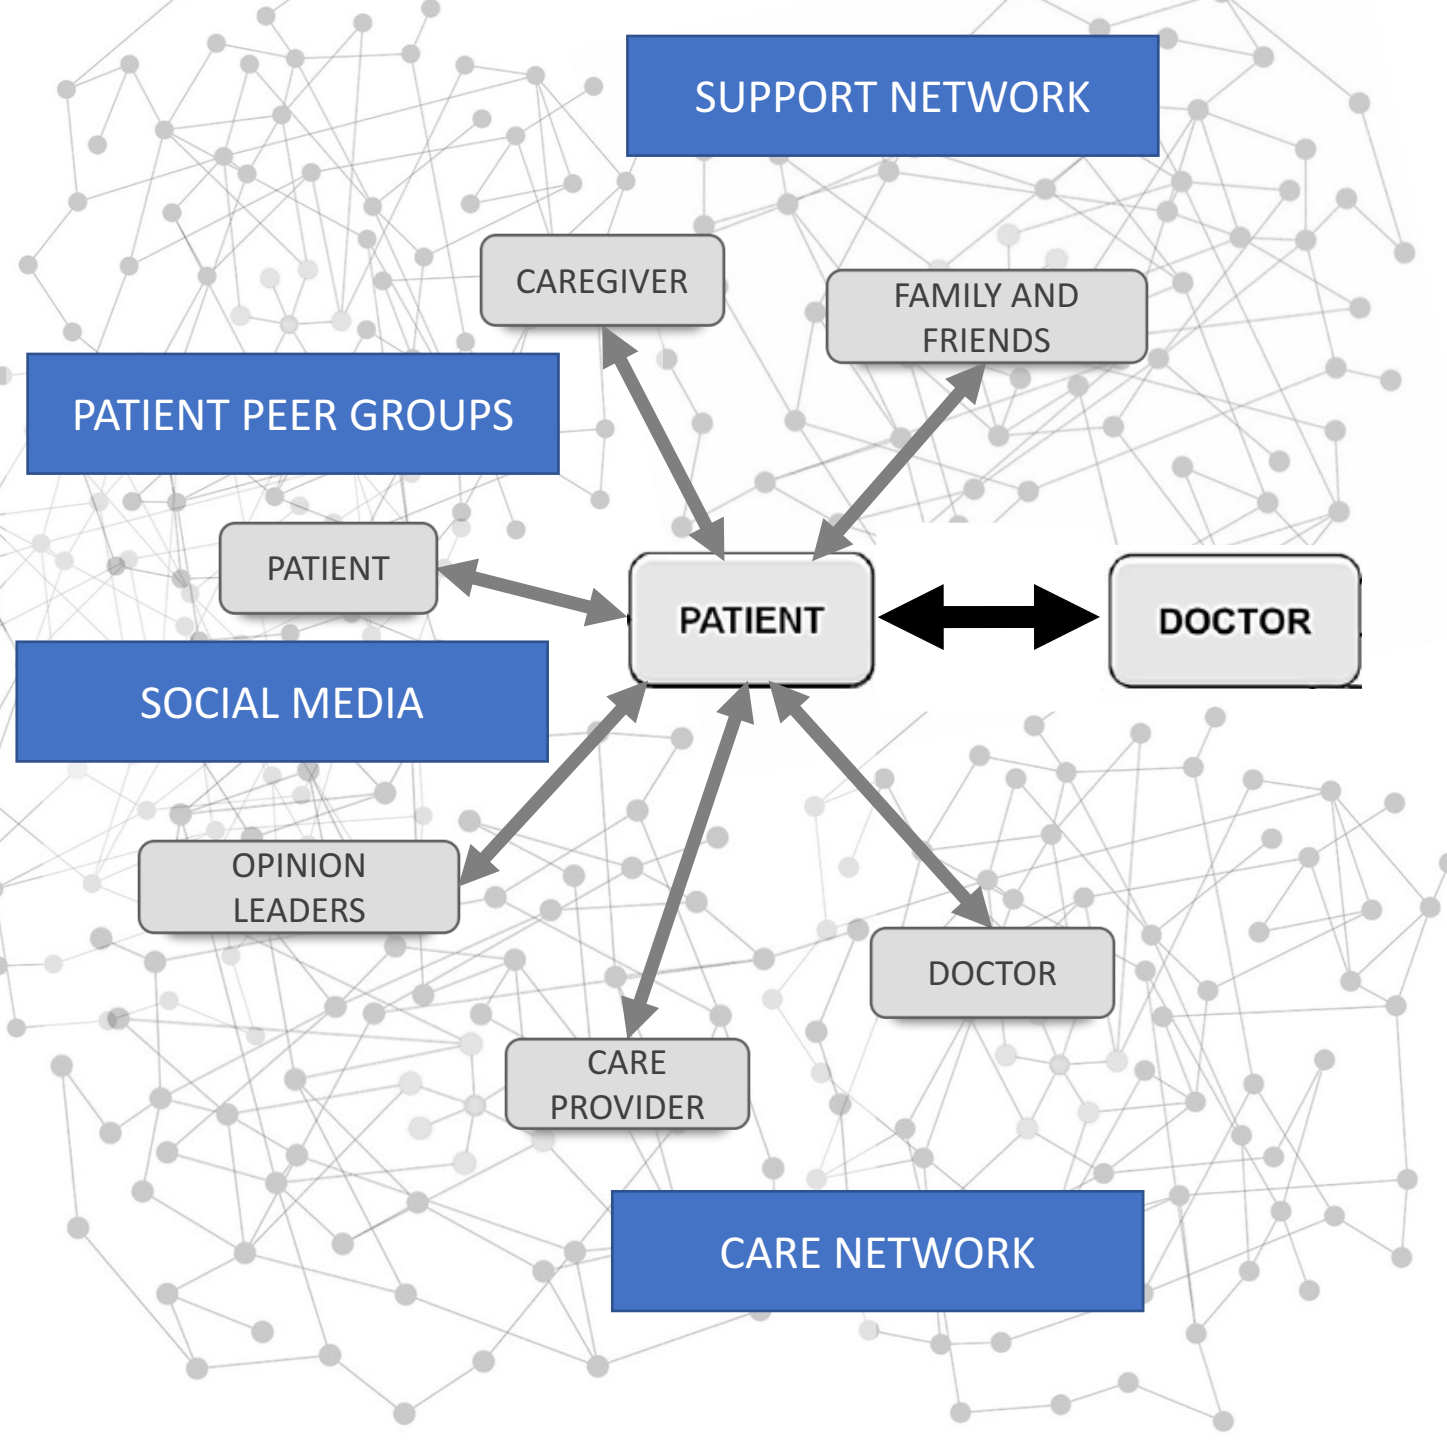 SUPPORT NETWORK
CAREGIVER
FAMILY AND
FRIENDS
PATIENT PEER GROUPS
PATIENT
PATIENT
DOCTOR
SOCIAL MEDIA
OPINION
LEADERS
DOCTOR
CARE
PROVIDER
CARE NETWORK